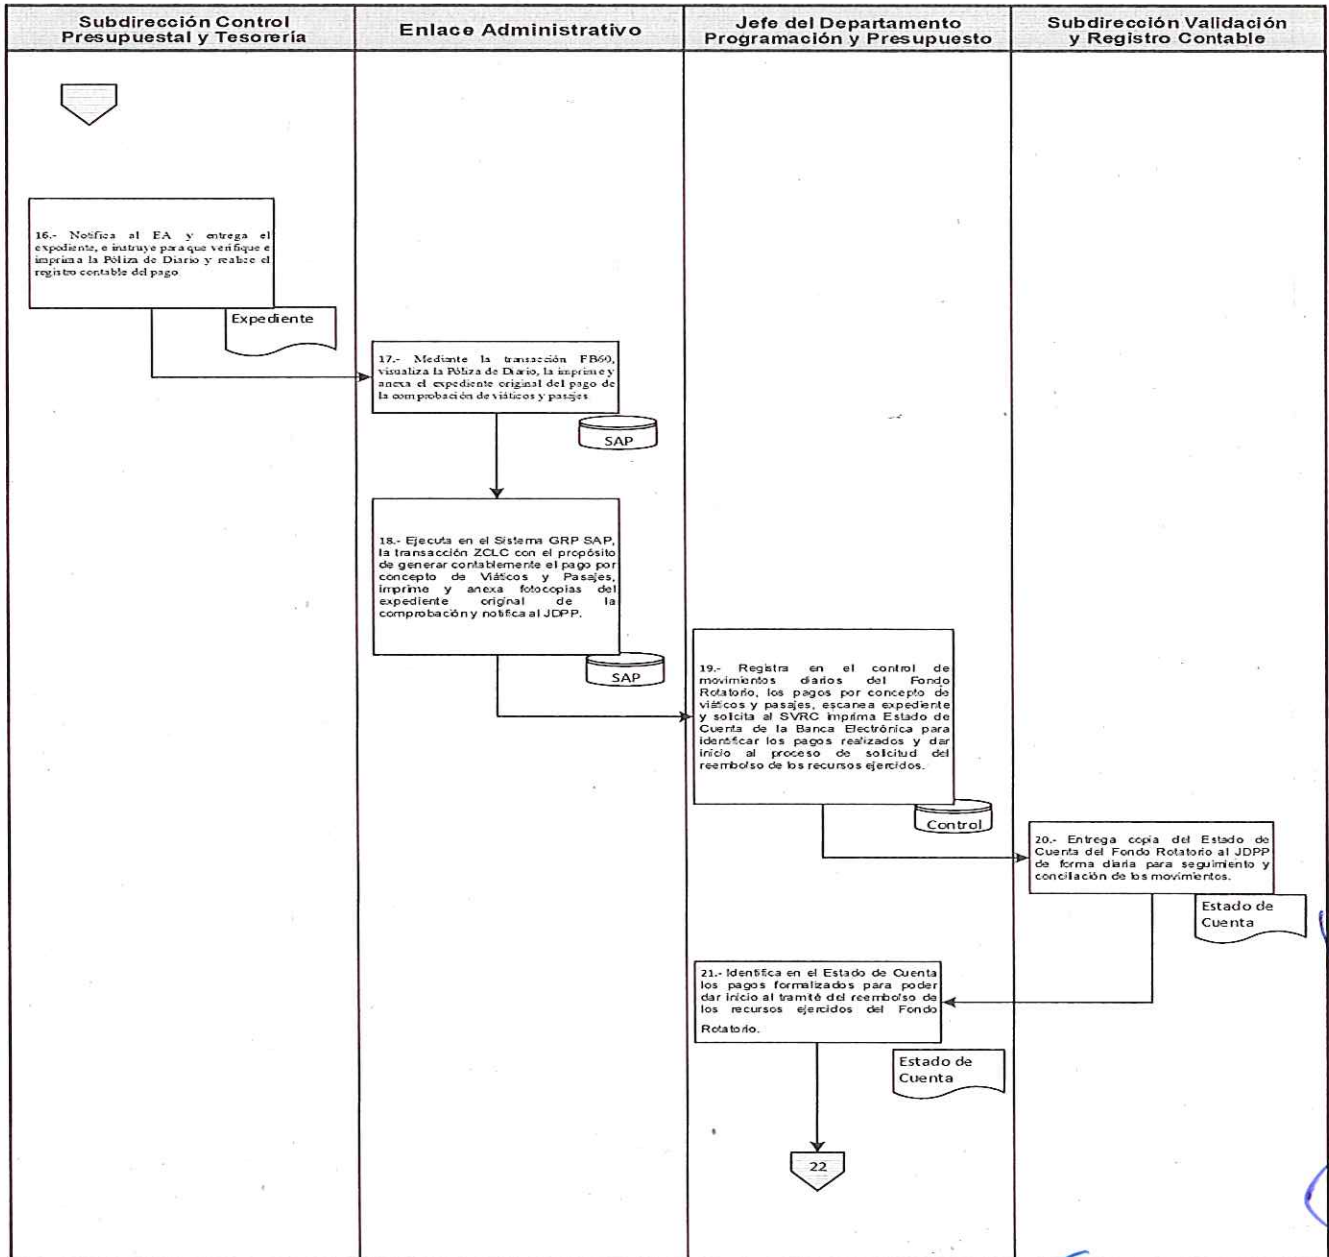 Subdirección Control
Presupuestal y Tesorería
Enlace Administrativo
Jefe del Departamento
Programación y Presupuesto
Subdirección Validación
y Registro Contable
16.- Notifica al EA y entrega el
expediente, e instruye para que verifique e
imprima la Póliza de Diario y realice el
registro contable del pago
Expediente
17.- Mediante la transacción FB60,
visualiza la Póliza de Diario, la imprime y
anexa el expediente original del pago de
la comprobación de viáticos y pasajes
SAP
18.- Ejecuta en el Sistema GRP SAP,
la transacción ZCLC con el propósito
de generar contablemente el pago por
concepto de Viáticos y Pasajes,
imprime y anexa fotocopias del
expediente original de la
comprobación y notifica al JDPP.
SAP
19.- Registra en el control de
movimientos diarios del Fondo
Rotatorio, los pagos por concepto de
viáticos y pasajes, escanea expediente
y solicita al SVRC imprima Estado de
Cuenta de la Banca Electrónica para
identificar los pagos realizados y dar
inicio al proceso de solicitud del
reembolso de los recursos ejercidos.
Control
20.- Entrega copia del Estado de
Cuenta del Fondo Rotatorio al JDPP
de forma diaria para seguimiento y
conciliación de los movimientos.
Estado de
Cuenta
21.- Identifica en el Estado de Cuenta
los pagos formalizados para poder
dar inicio al tramité del reembolso de
los recursos ejercidos del Fondo
Rotatorio.
Estado de
Cuenta
22